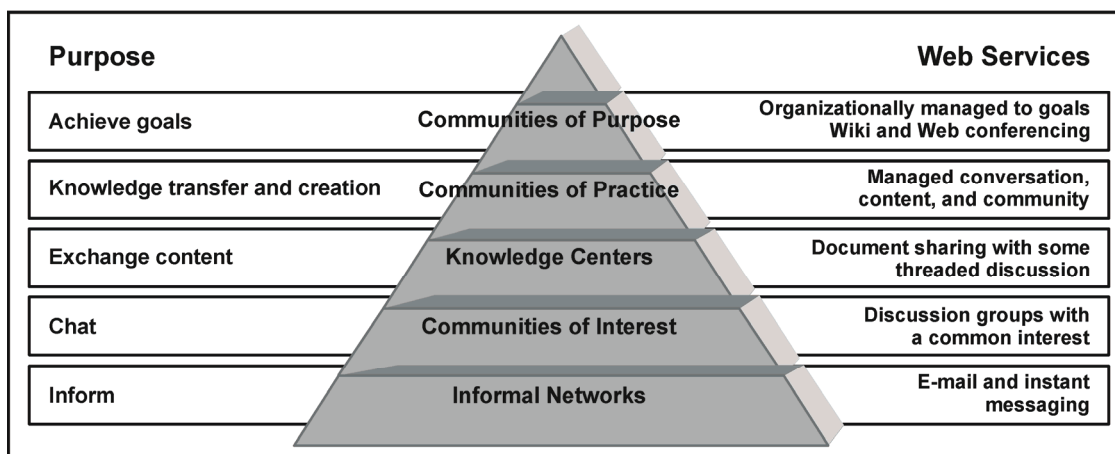 Purpose
Web Services
Achieve goals
Communities of Purpose
Organizationally managed to goals
Wiki and Web conferencing
Knowledge transfer and creation
Communities of Practice
Managed conversation,
content, and community
Exchange content
Knowledge Centers
Document sharing with some
threaded discussion
Chat
Communities of Interest
Discussion groups with
a common interest
Inform
Informal Networks
E-mail and instant
messaging